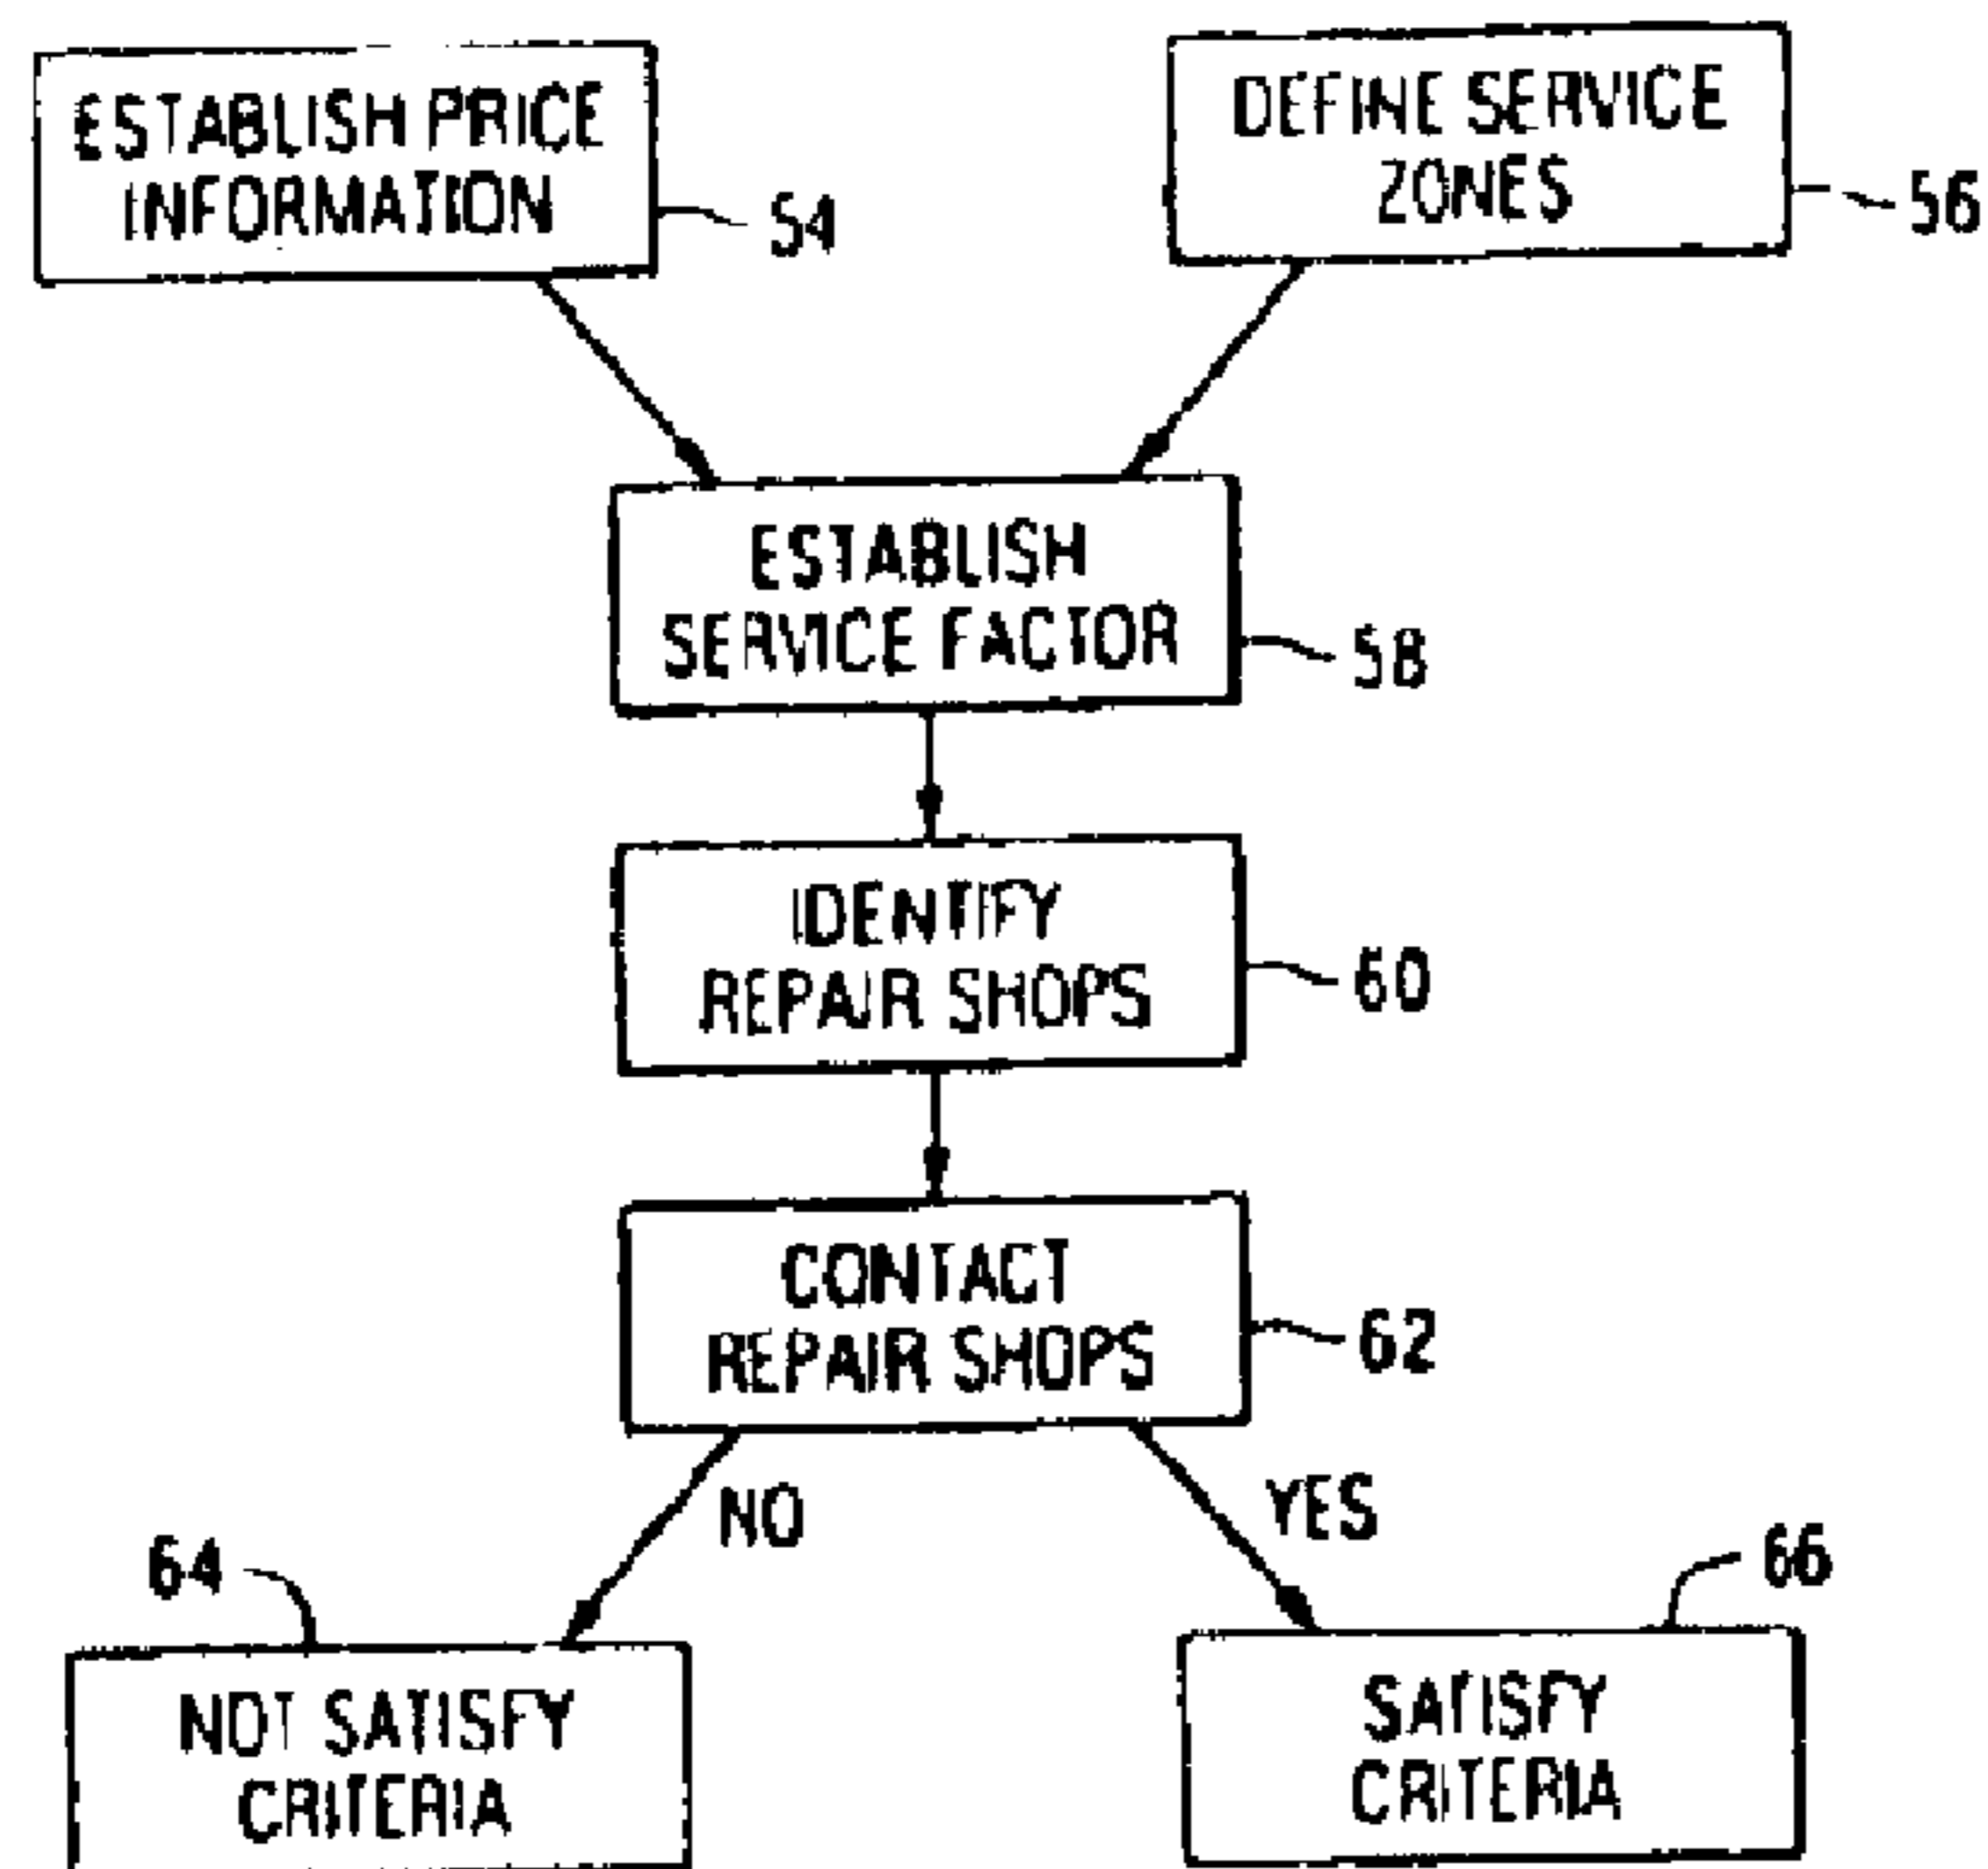 ESTABLISH PRICE
INFORMATION
54
DEFINE SERVICE
ZONES
56
ESTABLISH
SERVICE FACTOR
58
IDENTIFY
REPAIR SHOPS
60
CONTACT
REPAIR SHOPS
62
NO
YES
64
66
NOT SATISFY
CRITERIA
SATISFY
CRITERIA